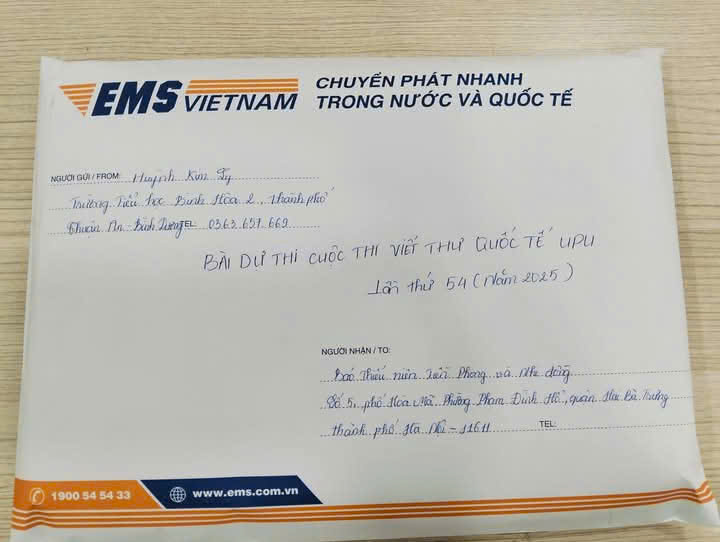 EMS VIETNAM
CHUYỂN PHÁT NHANH
TRONG NƯỚC VÀ QUỐC TẾ
NGƯỜI GỬI / FROM: Huỳnh Kim Ty
Trường Tiểu học Bình Hòa 2, thành phố
Thuận An - Bình Dương TEL: 0363 651 669
BÀI DỰ THI CUỘC THI VIẾT THƯ QUỐC TẾ UPU
Lần thứ 54 (Năm 2025)
NGƯỜI NHẬN / TO:
Báo Thiếu niên Tiền Phong và Nhi đồng
Số 5, phố Hòa Mã, Phường Phạm Đình Hổ, quận Hai Bà Trưng
thành phố Hà Nội - 11611 TEL:
1900 54 54 33
www.ems.com.vn